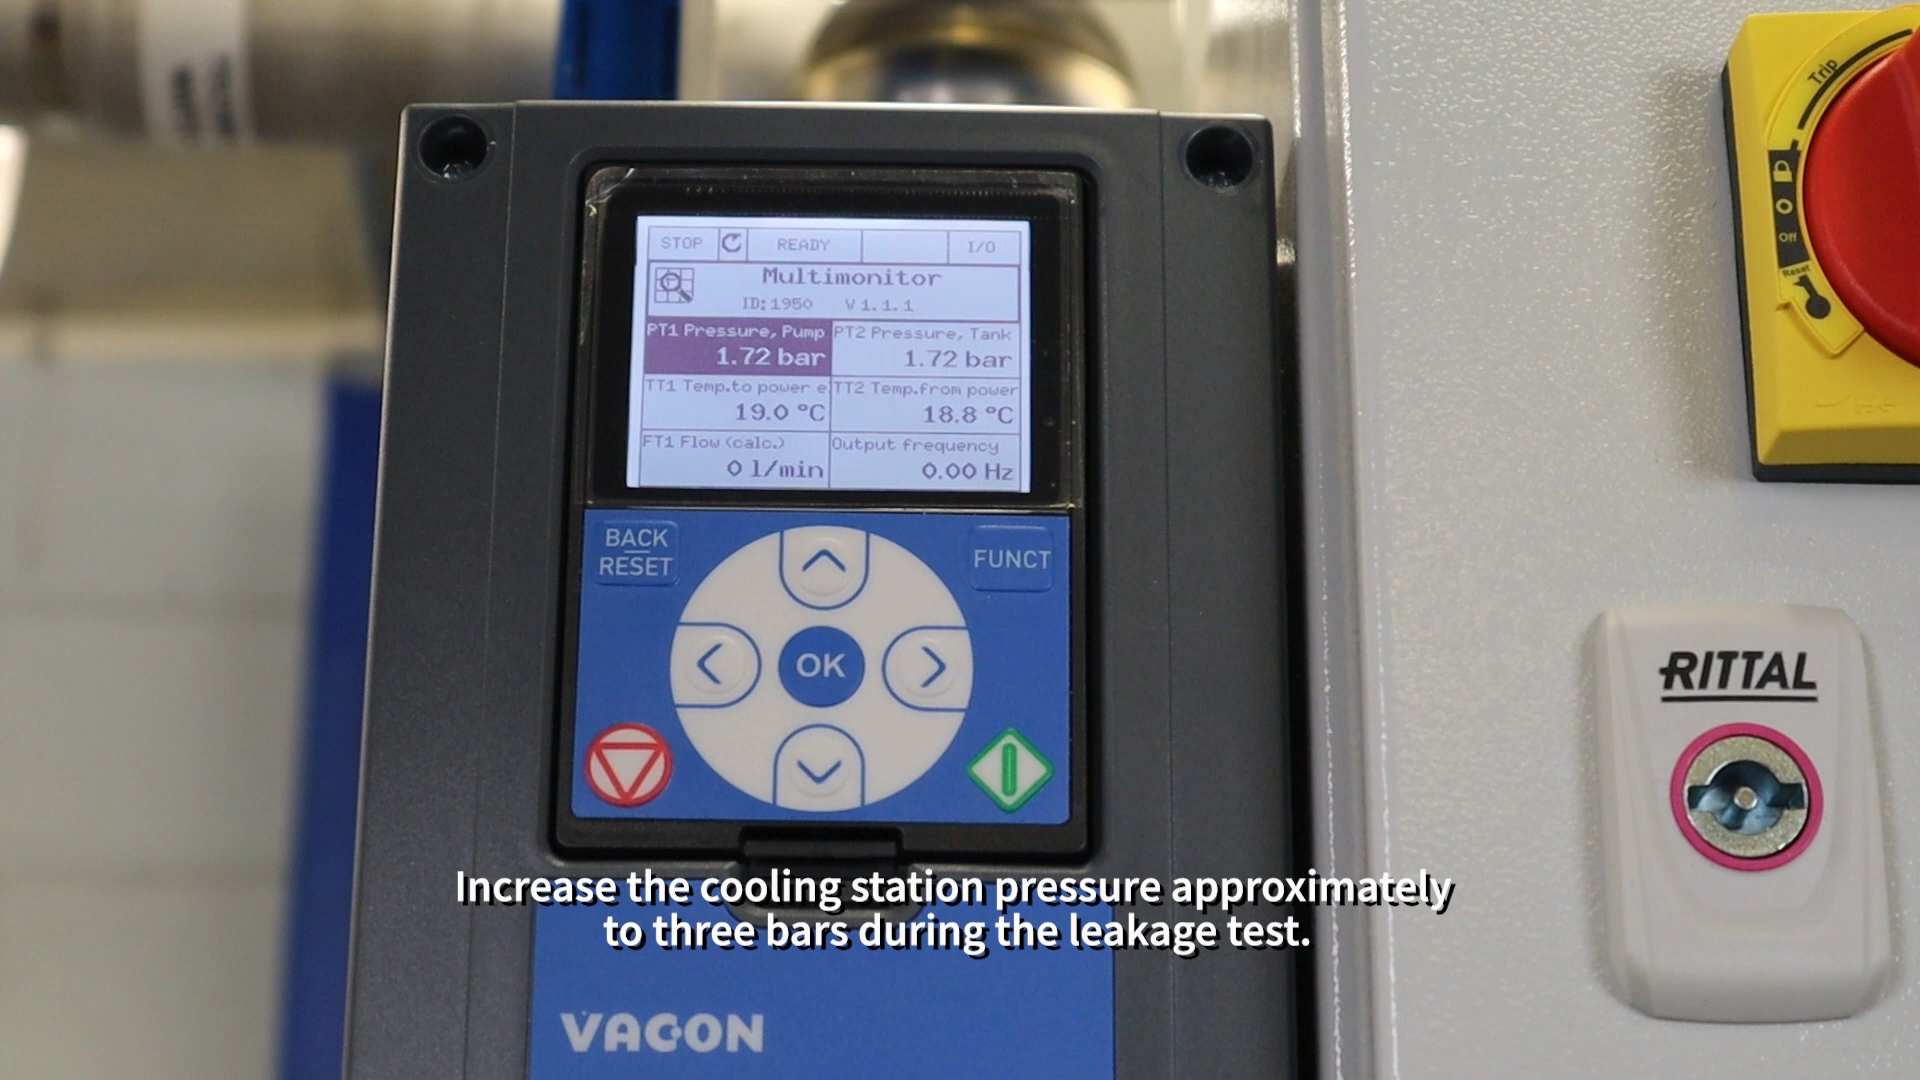 STOP READY I/O
Multimonitor
ID:1950 V1.1.1
PT1 Pressure, Pump PT2 Pressure, Tank
1.72 bar 1.72 bar
TT1 Temp.to power e TT2 Temp.from power
19.0 °C 18.8 °C
FT1 Flow (calc.) Output frequency
0 l/min 0.00 Hz
BACK
RESET
FUNCT
OK
VACON
Trip
O
Off
Reset
RITTAL
Increase the cooling station pressure approximately
to three bars during the leakage test.